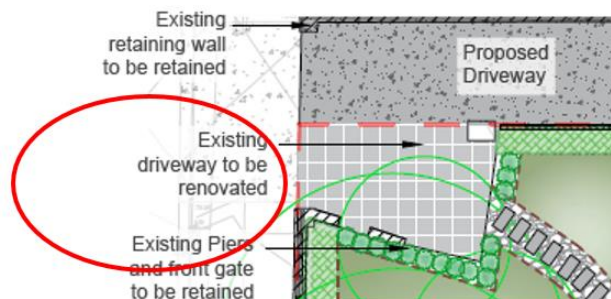 Existing
retaining wall
to be retained
Proposed
Driveway
Existing
driveway to be
renovated
Existing Piers
and front gate
to be retained